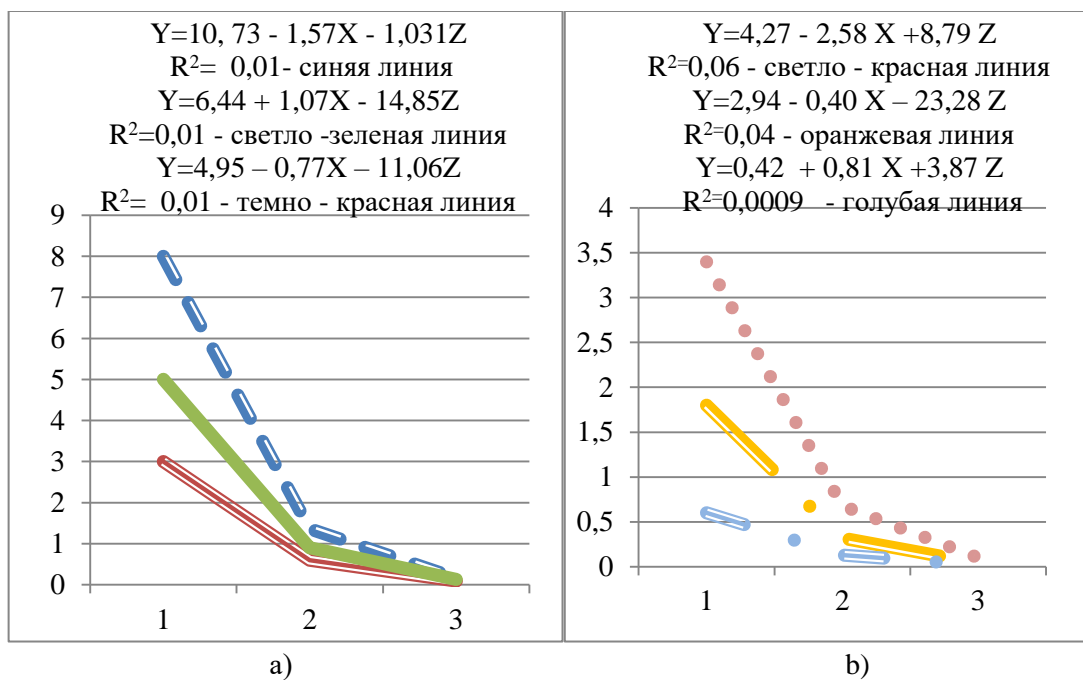 Y=10, 73 - 1,57X - 1,031Z
R²= 0,01- синяя линия
Y=6,44 + 1,07X - 14,85Z
R²=0,01 - светло -зеленая линия
Y=4,95 – 0,77X – 11,06Z
R²= 0,01 - темно - красная линия
9
8
7
6
5
4
3
2
1
0
1 2 3
a)
Y=4,27 - 2,58 X +8,79 Z
R²⁼0,06 - светло - красная линия
Y=2,94 - 0,40 X – 23,28 Z
R²⁼0,04 - оранжевая линия
Y=0,42 + 0,81 X +3,87 Z
R²⁼0,0009 - голубая линия
4
3,5
3
2,5
2
1,5
1
0,5
0
1 2 3
b)